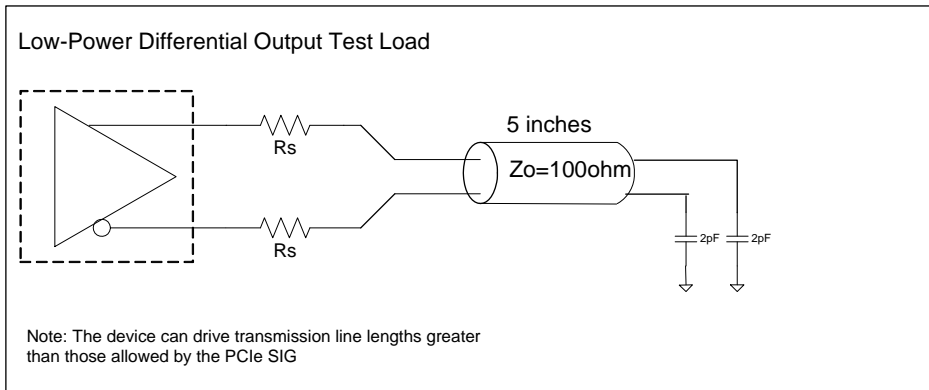 Low-Power Differential Output Test Load
Rs
5 inches
Zo=100ohm
Rs
2pF
2pF
Note: The device can drive transmission line lengths greater
than those allowed by the PCIe SIG